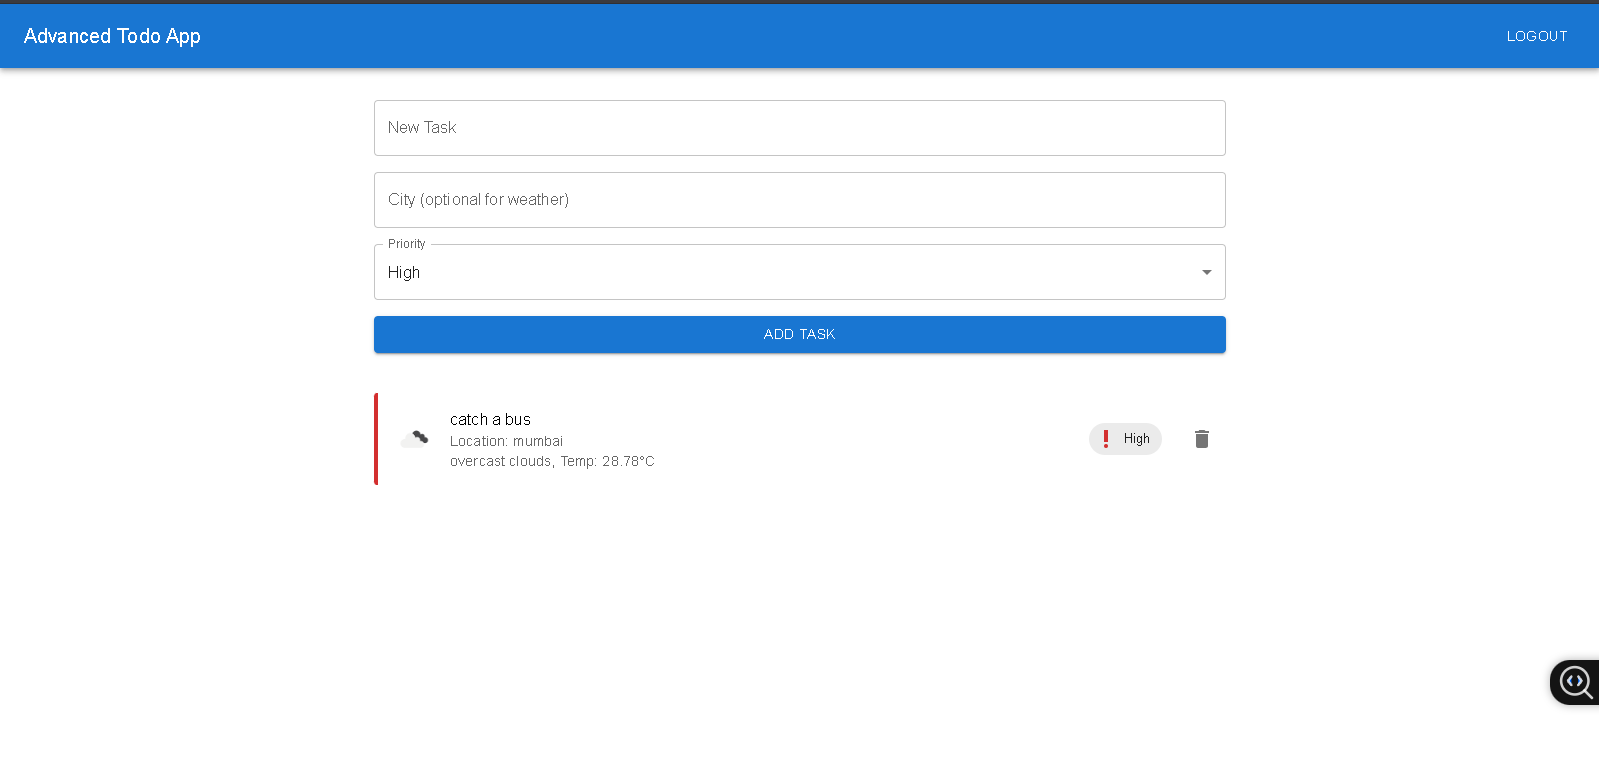 Advanced Todo App
LOGOUT
New Task
City (optional for weather)
Priority
High
ADD TASK
catch a bus
Location: mumbai
overcast clouds, Temp: 28.78°C
High